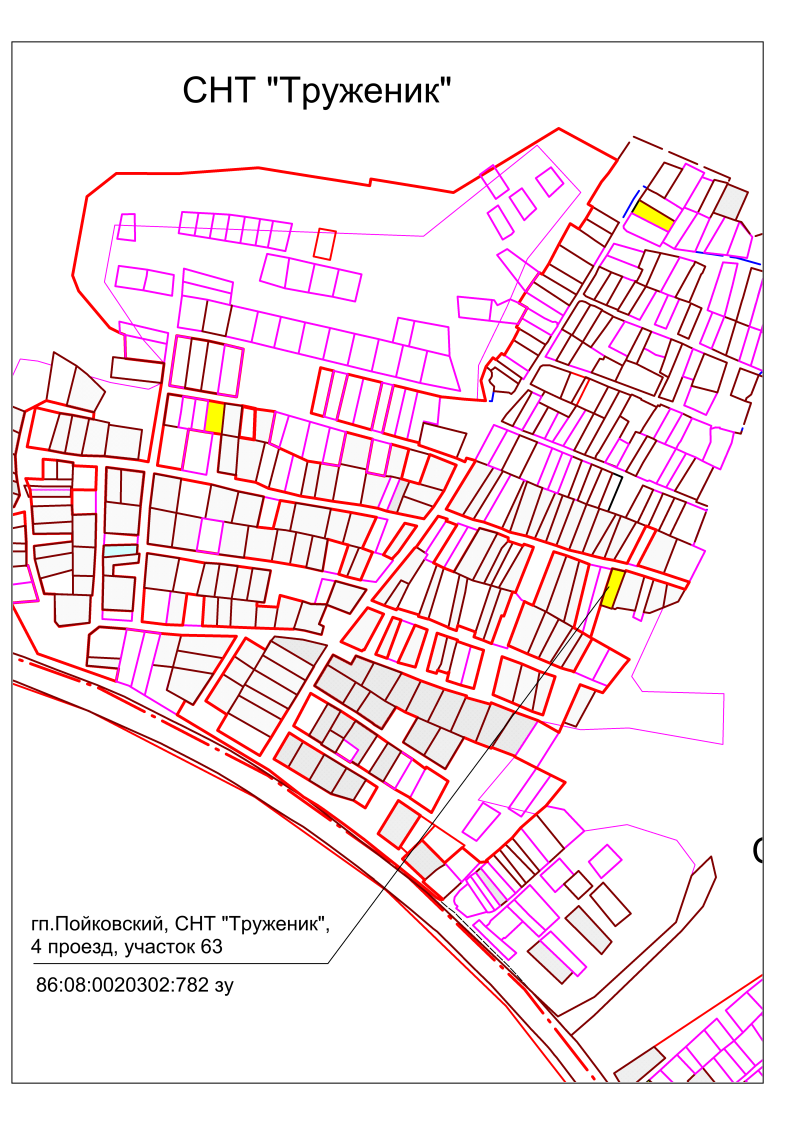 СНТ "Труженик"
гп.Пойковский, СНТ "Труженик",
4 проезд, участок 63
86:08:0020302:782 зу